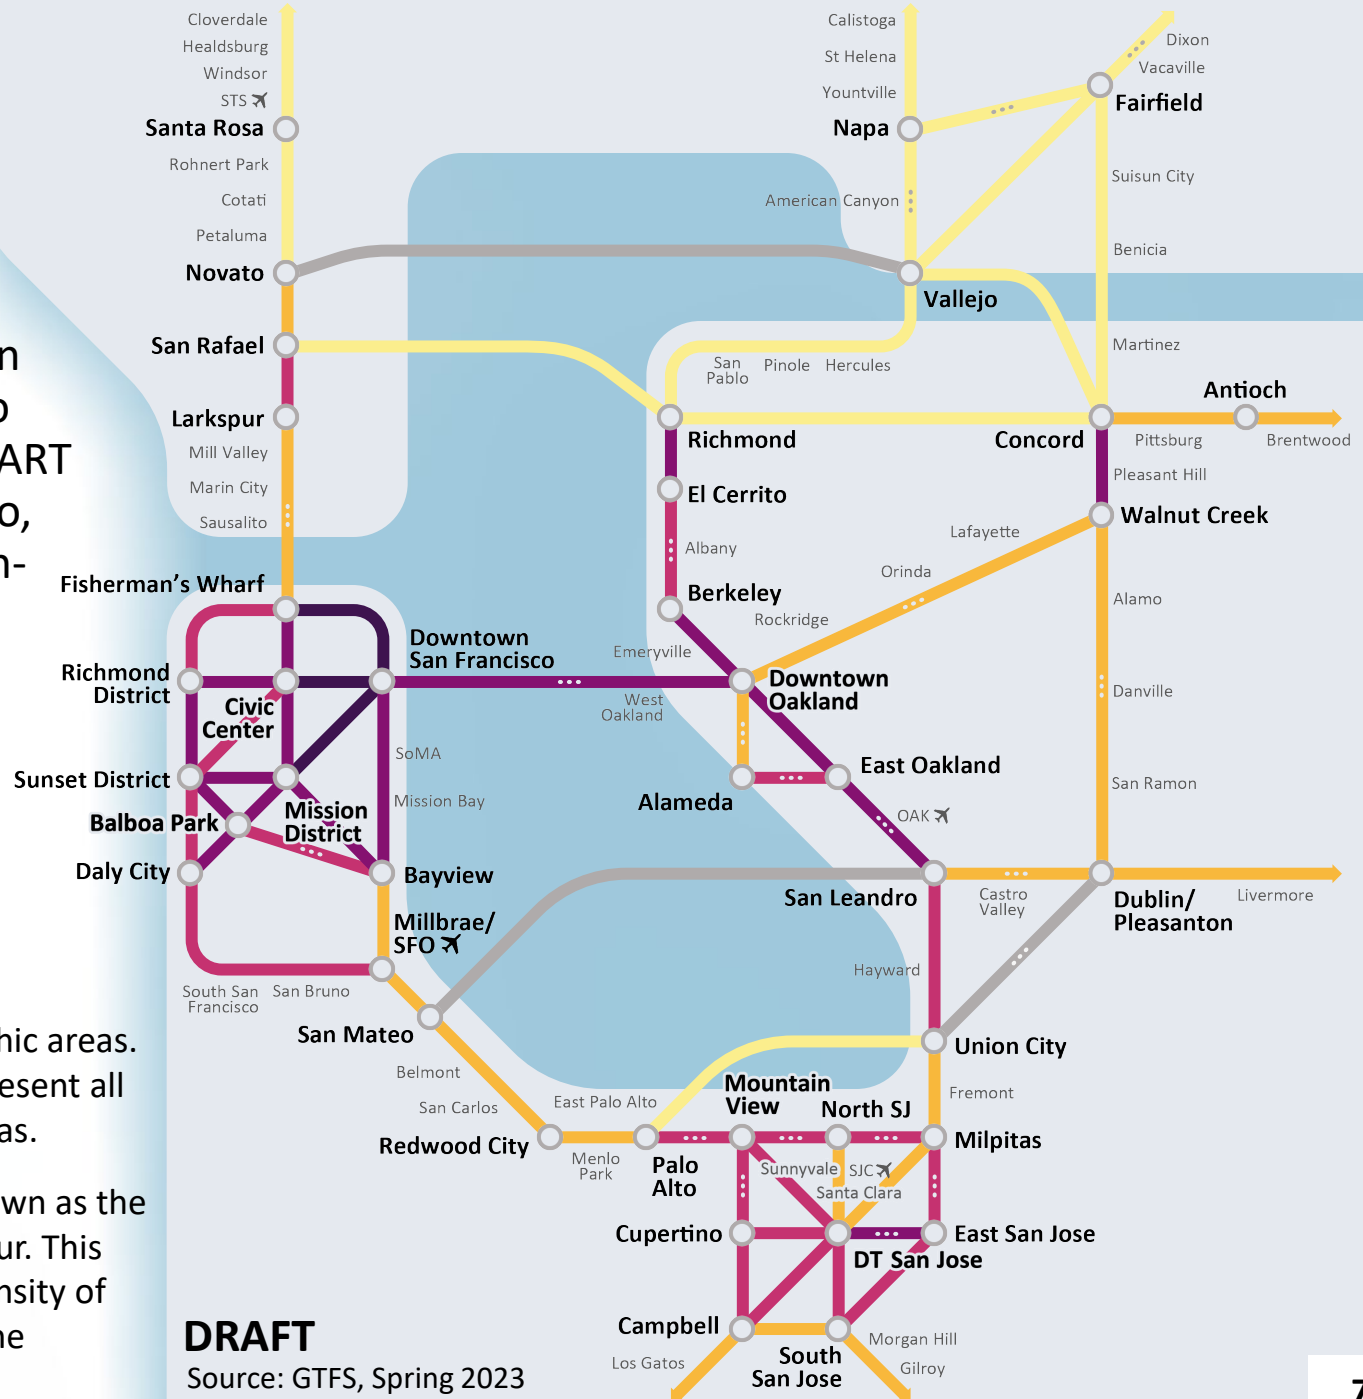 Cloverdale
Healdsburg
Windsor
STS
Santa Rosa
Rohnert Park
Cotati
Petaluma
Novato
San Rafael
Larkspur
Mill Valley
Marin City
Sausalito
Calistoga
St Helena
Yountville
Napa
American Canyon
Dixon
Vacaville
Fairfield
Suisun City
Benicia
Vallejo
Martinez
San
Pablo
Pinole
Hercules
Richmond
Concord
Antioch
Pittsburg
Brentwood
Pleasant Hill
El Cerrito
Walnut Creek
Albany
Lafayette
Orinda
Berkeley
Rockridge
Alamo
Emeryville
Danville
San Ramon
n
o
ART
o,
n-
Fisherman's Wharf
Richmond
District
Downtown
San Francisco
Civic
Center
West
Oakland
Downtown
Oakland
SoMA
Mission Bay
Sunset District
Mission
District
Balboa Park
Daly City
Bayview
East Oakland
Alameda
OAK
San Leandro
Castro
Valley
Dublin/
Pleasanton
Livermore
Millbrae/
SFO
South San
Francisco
San Bruno
Hayward
San Mateo
Union City
Belmont
San Carlos
East Palo Alto
Fremont
Redwood City
Menlo
Park
Palo
Alto
Mountain
View
North SJ
Milpitas
Sunnyvale
SJC
Santa Clara
Cupertino
DT San Jose
East San Jose
Campbell
South
San Jose
Los Gatos
Morgan Hill
Gilroy
hic areas.
resent all
as.
wn as the
ur. This
nsity of
ne
DRAFT
Source: GTFS, Spring 2023